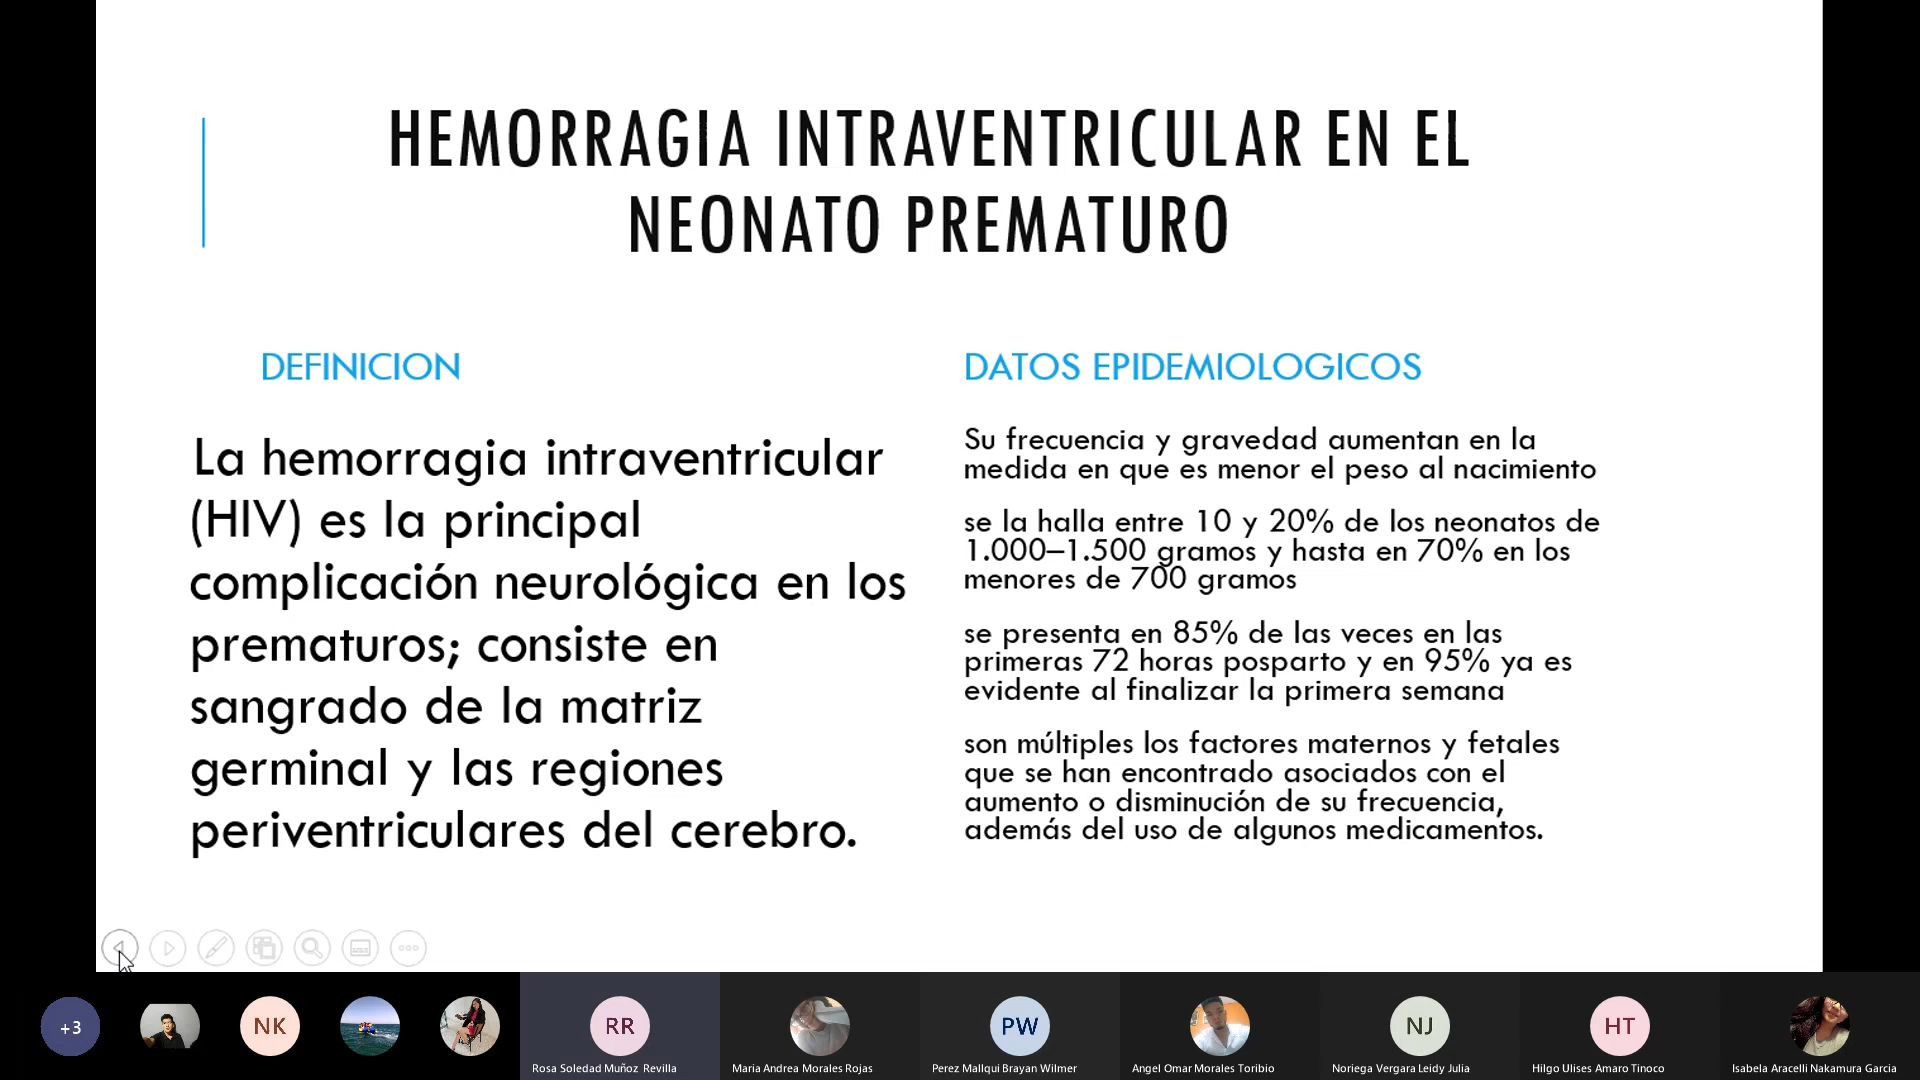 HEMORRAGIA INTRAVENTRICULAR EN EL
NEONATO PREMATURO
DEFINICION
La hemorragia intraventricular
(HIV) es la principal
complicación neurológica en los
prematuros; consiste en
sangrado de la matriz
germinal y las regiones
periventriculares del cerebro.
DATOS EPIDEMIOLOGICOS
Su frecuencia y gravedad aumentan en la
medida en que es menor el peso al nacimiento
se la halla entre 10 y 20% de los neonatos de
1.000–1.500 gramos y hasta en 70% en los
menores de 700 gramos
se presenta en 85% de las veces en las
primeras 72 horas posparto y en 95% ya es
evidente al finalizar la primera semana
son múltiples los factores maternos y fetales
que se han encontrado asociados con el
aumento o disminución de su frecuencia,
además del uso de algunos medicamentos.
+3
NK
RR
PW
NJ
HT
Rosa Soledad Muñoz Revilla
Maria Andrea Morales Rojas
Perez Mallqui Brayan Wilmer
Angel Omar Morales Toribio
Noriega Vergara Leidy Julia
Hilgo Ulises Amaro Tinoco
Isabela Aracelli Nakamura Garcia